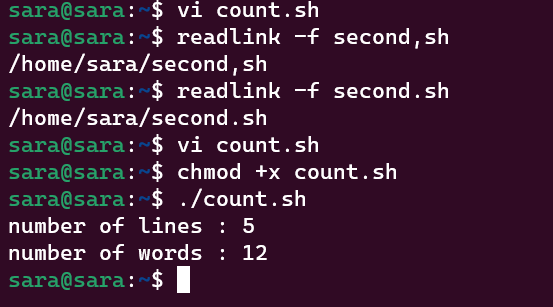 sara@sara:~$ vi count.sh
sara@sara:~$ readlink -f second,sh
/home/sara/second,sh
sara@sara:~$ readlink -f second.sh
/home/sara/second.sh
sara@sara:~$ vi count.sh
sara@sara:~$ chmod +x count.sh
sara@sara:~$ ./count.sh
number of lines : 5
number of words : 12
sara@sara:~$